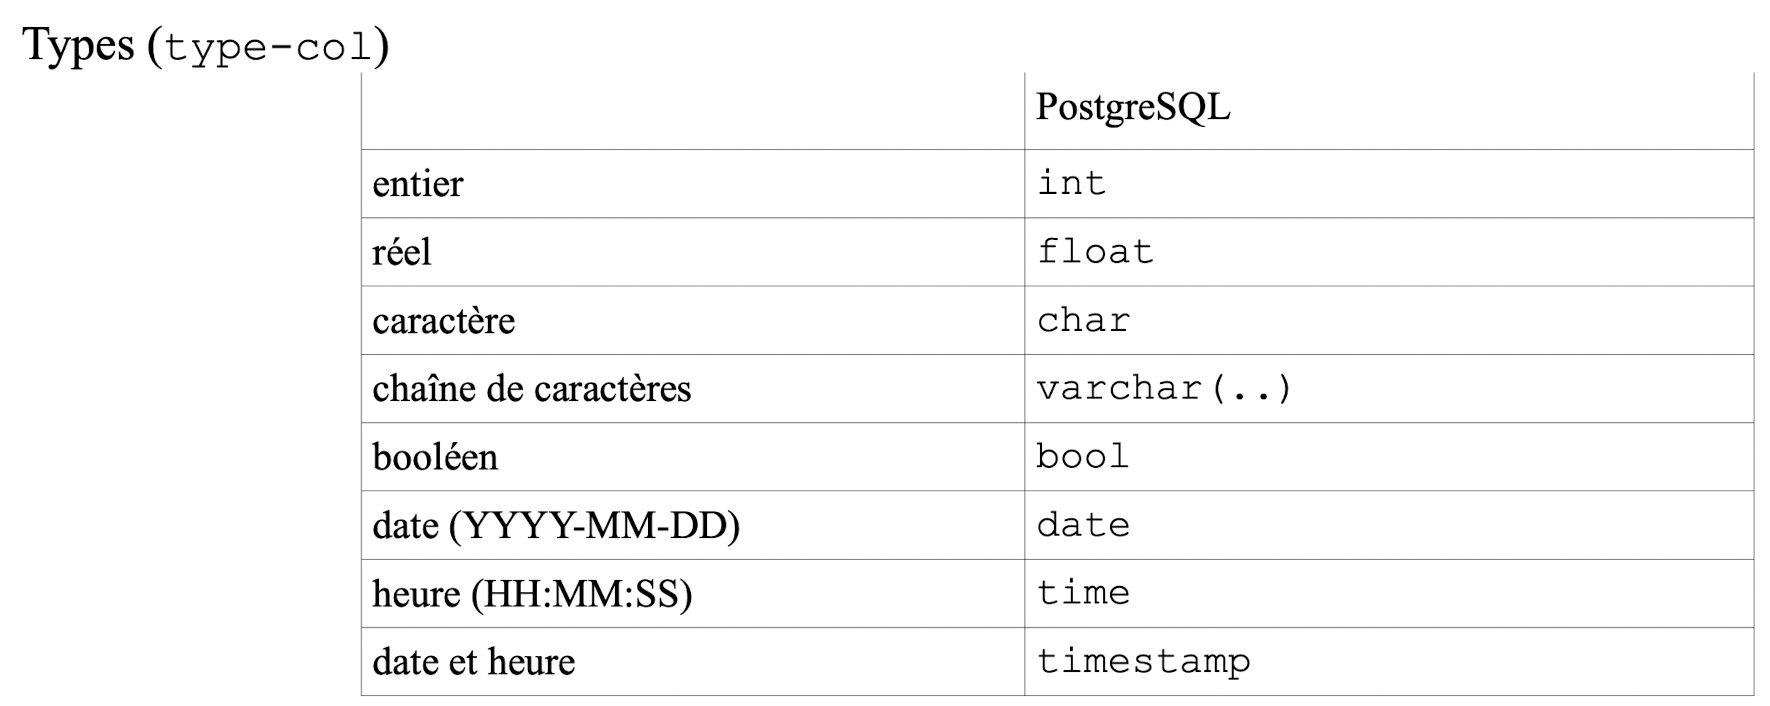 Types (type-col)
PostgreSQL
entier int
réel float
caractère char
chaîne de caractères varchar(..)
booléen bool
date (YYYY-MM-DD) date
heure (HH:MM:SS) time
date et heure timestamp